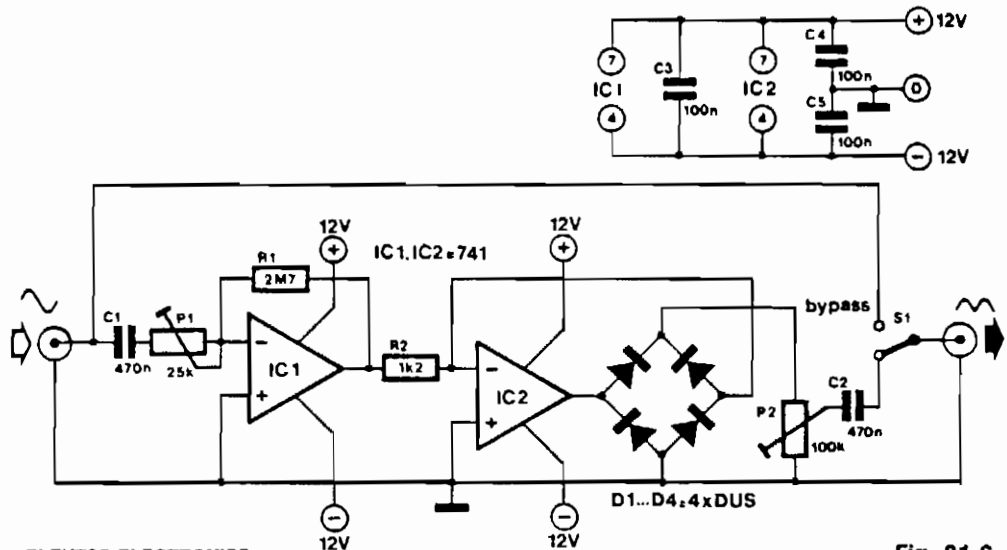 C4
+ 12V
7
7
100n
C3
IC1
IC2
0
100n
C5
4
4
100n
− 12V
12V
12V
+
IC1, IC2=741
+
R1
2M7
bypass
S1
C1
P1
R2
470n
25k
−
IC1
+
1k2
−
IC2
+
C2
P2
470n
100k
D1...D4=4xDUS
−
−
12V
12V